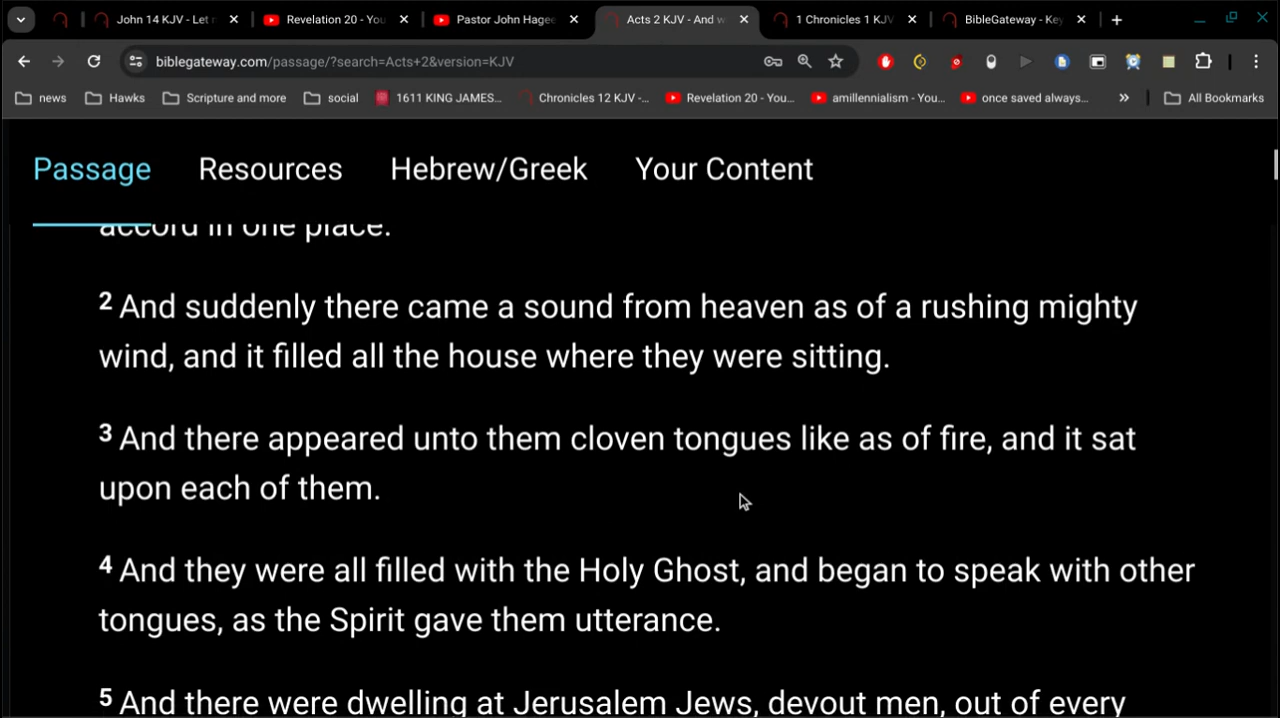 John 14 KJV - Let n
Revelation 20 - You
Pastor John Hagee
Acts 2 KJV - And w
1 Chronicles 1 KJV
BibleGateway - Key
biblegateway.com/passage/?search=Acts+2&version=KJV
news
Hawks
Scripture and more
social
1611 KING JAMES...
Chronicles 12 KJV -...
Revelation 20 - You...
amillennialism - You...
once saved always...
All Bookmarks
Passage
Resources
Hebrew/Greek
Your Content
accord in one place.
2 And suddenly there came a sound from heaven as of a rushing mighty
wind, and it filled all the house where they were sitting.
3 And there appeared unto them cloven tongues like as of fire, and it sat
upon each of them.
4 And they were all filled with the Holy Ghost, and began to speak with other
tongues, as the Spirit gave them utterance.
5 And there were dwelling at Jerusalem Jews, devout men, out of every